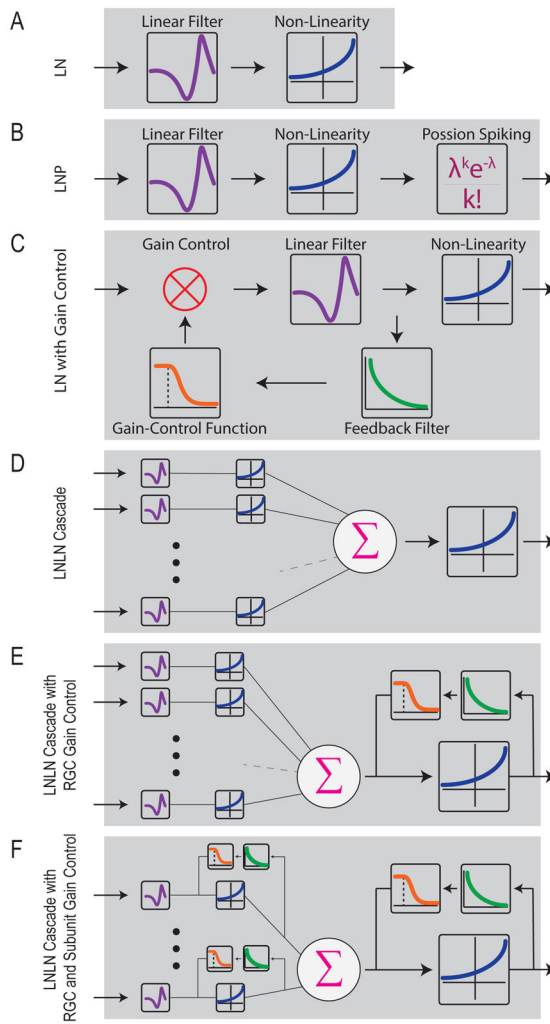 A
LN
Linear Filter
Non-Linearity
B
LNP
Linear Filter
Non-Linearity
Possion Spiking
λᵏe⁻λ
k!
C
LN with Gain Control
Gain Control
Linear Filter
Non-Linearity
Gain-Control Function
Feedback Filter
D
LNLN Cascade
Σ
E
LNLN Cascade with
RGC Gain Control
Σ
F
LNLN Cascade with
RGC and Subunit Gain Control
Σ